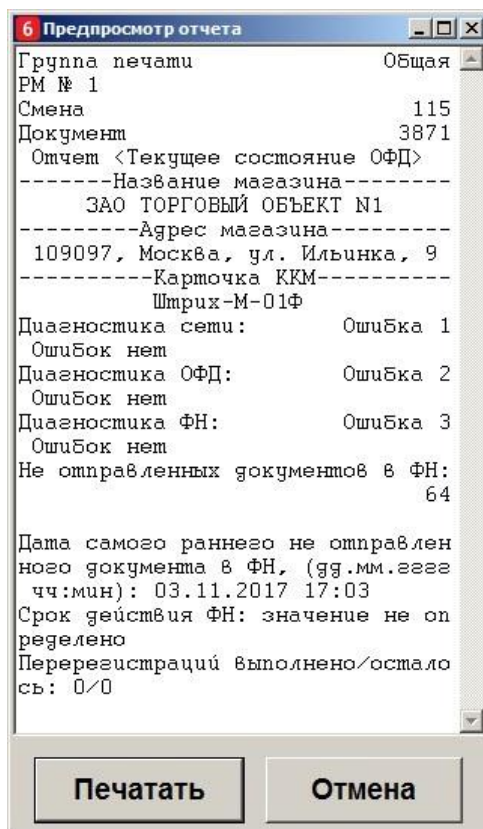 6 Предпросмотр отчета
Группа печати Общая
РМ № 1
Смена 115
Документ 3871
Отчет <Текущее состояние ОФД>
-------Название магазина--------
ЗАО ТОРГОВЫЙ ОБЪЕКТ N1
---------Адрес магазина---------
109097, Москва, ул. Ильинка, 9
----------Карточка ККМ----------
Штрих-М-01Ф
Диагностика сети: Ошибка 1
Ошибок нет
Диагностика ОФД: Ошибка 2
Ошибок нет
Диагностика ФН: Ошибка 3
Ошибок нет
Не отправленных документов в ФН:
64
Дата самого раннего не отправлен
ного документа в ФН, (дд.мм.гггг
чч:мин): 03.11.2017 17:03
Срок действия ФН: значение не оп
ределено
Перерегистраций выполнено/остало
сь: 0/0
Печатать Отмена